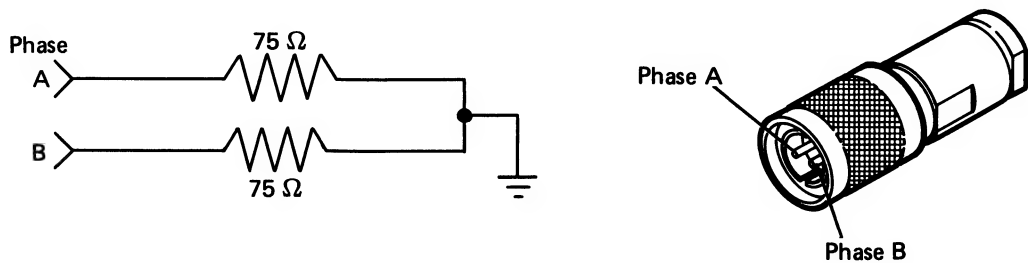 Phase
A
75 Ω
B
75 Ω
Phase A
Phase B